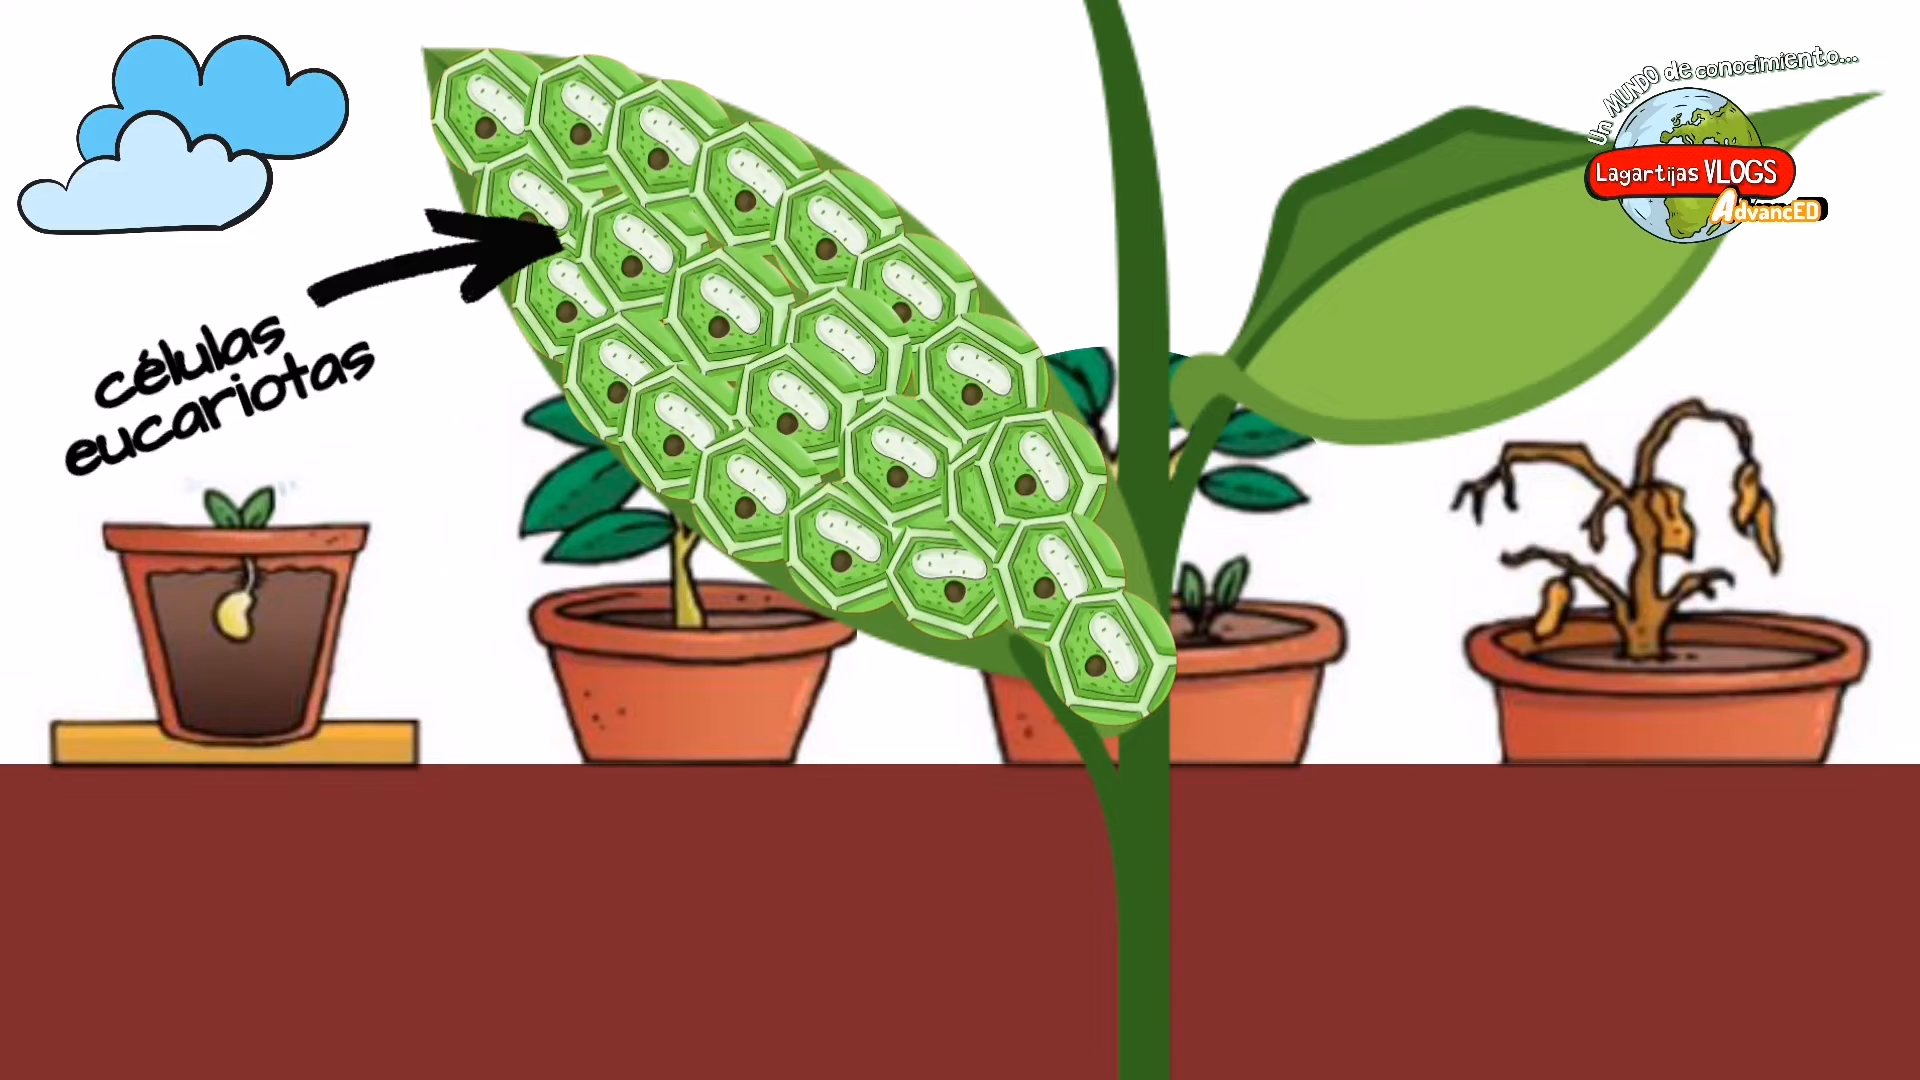 Un MUNDO de conocimiento...
Lagartijas VLOGS
AdvancED
células
eucariotas